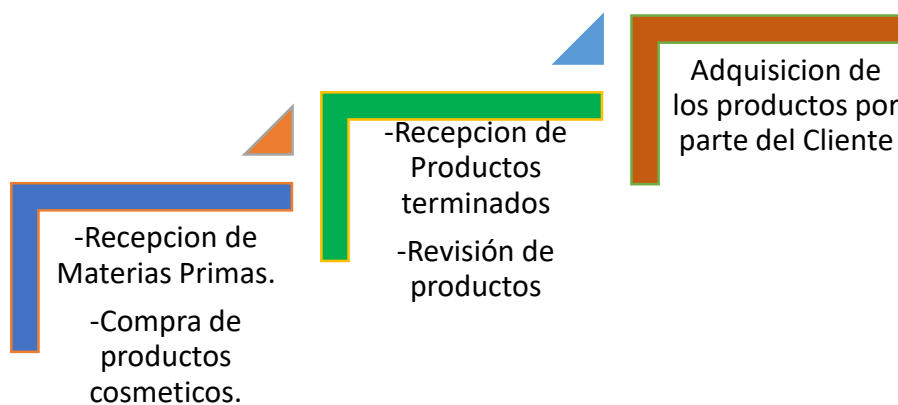 -Recepcion de
Materias Primas.
-Compra de
productos
cosmeticos.
-Recepcion de
Productos
terminados
-Revisión de
productos
Adquisicion de
los productos por
parte del Cliente